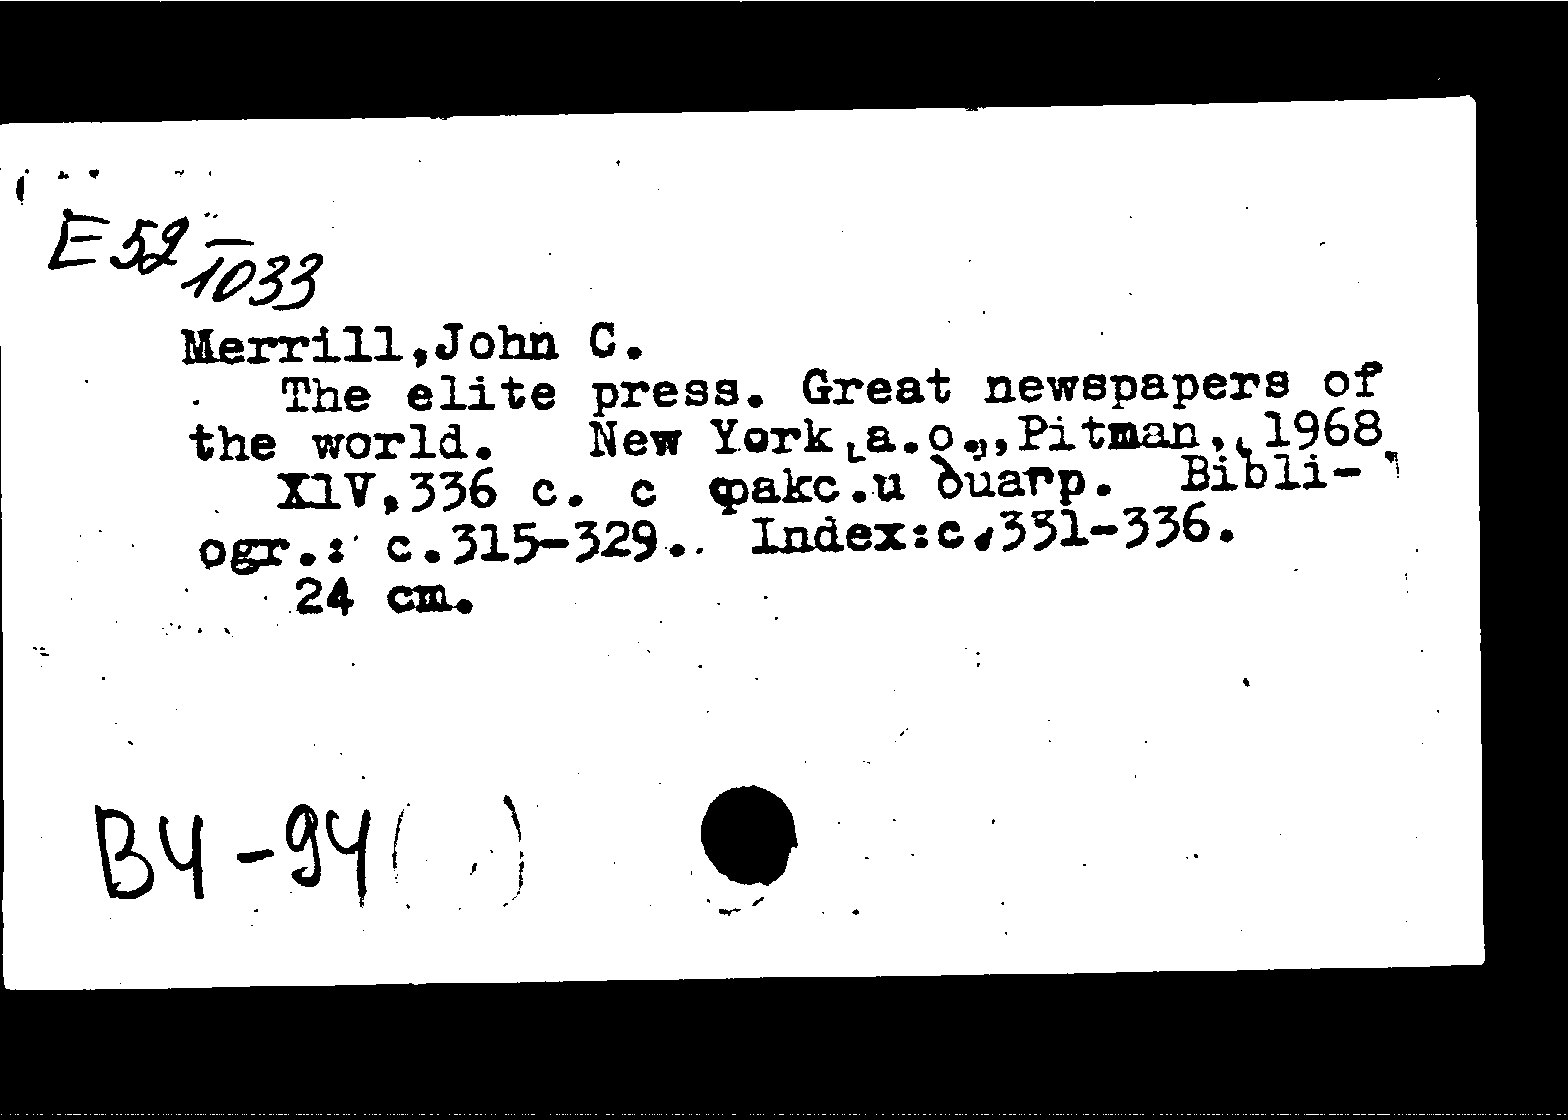 E52
1033
Merrill, John C.
The elite press. Great newspapers of
the world. New York [a.o.], Pitman, [1968]
XlV, 336 с. с факс. и диагр. Bibli-
ogr.: с. 315-329. Index: с. 331-336.
24 cm.
B4-94( )